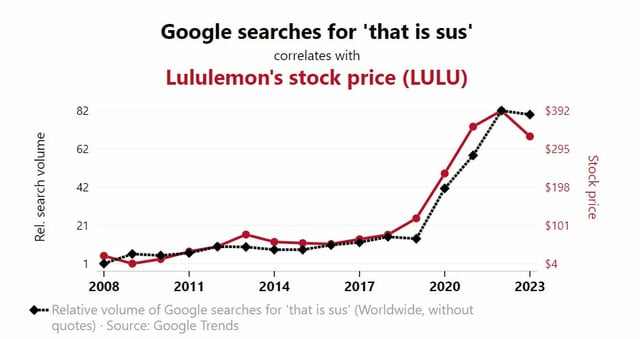 Google searches for 'that is sus'
correlates with
Lululemon's stock price (LULU)
Rel. search volume
82
62
42
21
1
$392
$295
$198
$101
$4
Stock price
2008
2011
2014
2017
2020
2023
Relative volume of Google searches for 'that is sus' (Worldwide, without
quotes) · Source: Google Trends